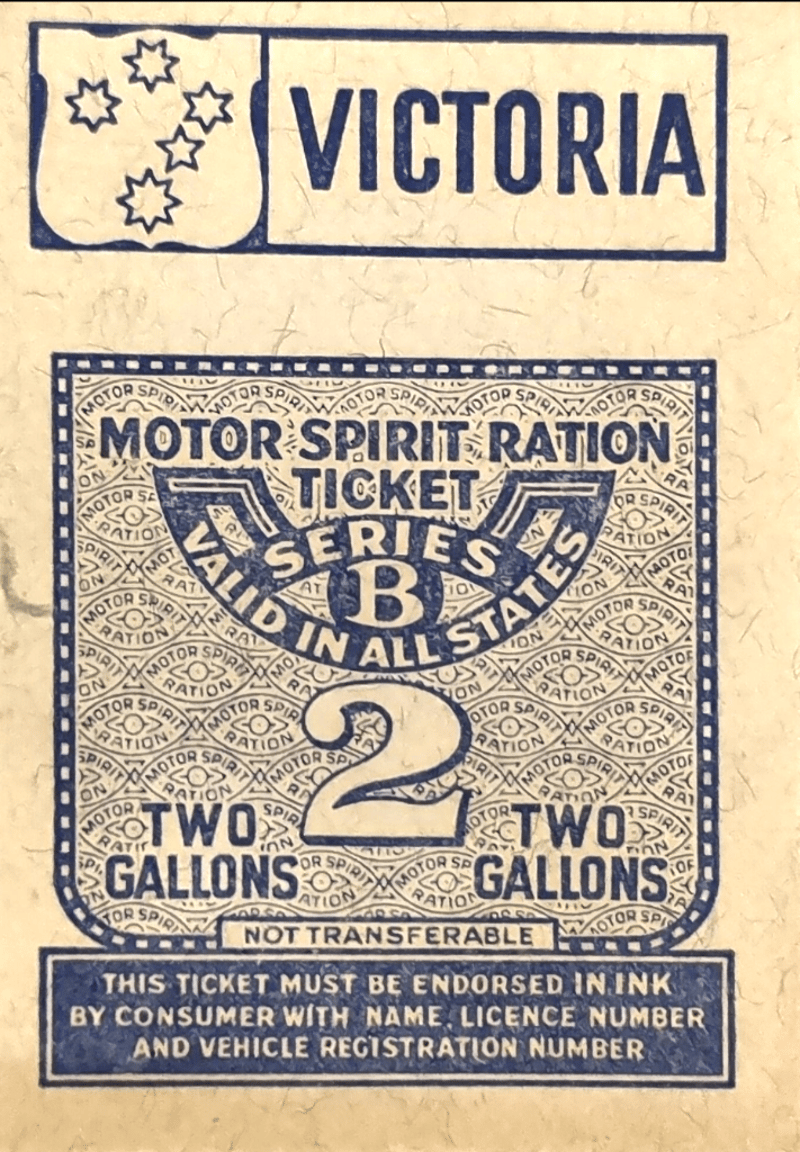 VICTORIA
MOTOR SPIRIT RATION
TICKET
SERIES
B
VALID IN ALL STATES
2
TWO
GALLONS
TWO
GALLONS
NOT TRANSFERABLE
THIS TICKET MUST BE ENDORSED IN INK
BY CONSUMER WITH NAME, LICENCE NUMBER
AND VEHICLE REGISTRATION NUMBER